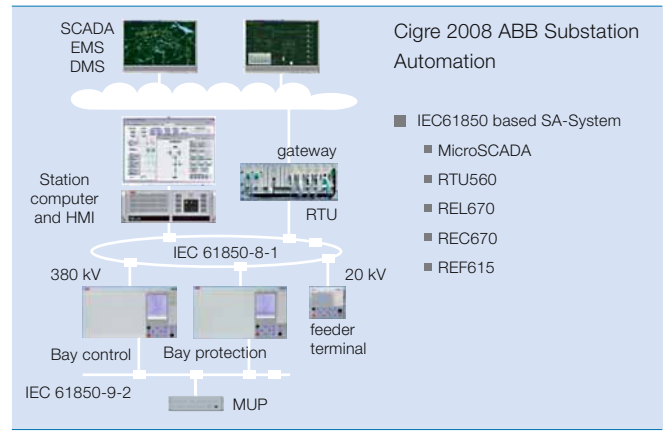 SCADA
EMS
DMS
Cigre 2008 ABB Substation
Automation
IEC61850 based SA-System
MicroSCADA
RTU560
REL670
REC670
REF615
gateway
Station
computer
and HMI
RTU
IEC 61850-8-1
380 kV
20 kV
feeder
terminal
Bay control
Bay protection
IEC 61850-9-2
MUP